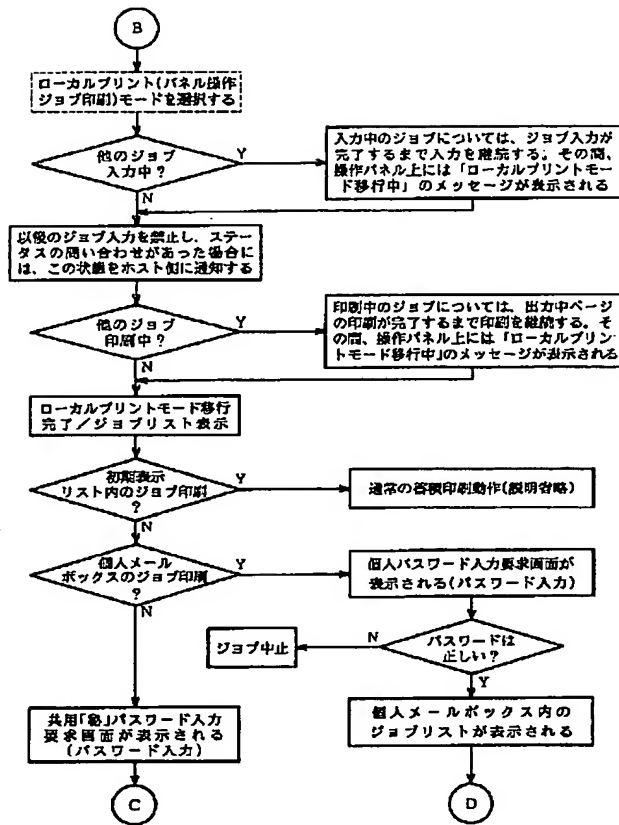 B
ローカルプリント(パネル操作
ジョブ印刷)モードを選択する
他のジョブ
入力中？
Y
N
入力中のジョブについては、ジョブ入力が
完了するまで入力を継続する。その間、
操作パネル上には「ローカルプリントモー
ド移行中」のメッセージが表示される
以後のジョブ入力を禁止し、ステー
タスの問い合わせがあった場合に
は、この状態をホスト側に通知する
他のジョブ
印刷中？
Y
N
印刷中のジョブについては、出力中ページ
の印刷が完了するまで印刷を継続する。そ
の間、操作パネル上には「ローカルプリン
トモード移行中」のメッセージが表示される
ローカルプリントモード移行
完了／ジョブリスト表示
初期表示
リスト内のジョブ印刷
？
Y
N
通常の蓄積印刷動作(説明省略)
個人メール
ボックスのジョブ印刷
？
Y
N
個人パスワード入力要求画面が
表示される(パスワード入力)
パスワードは
正しい？
N
Y
ジョブ中止
共用「秘」パスワード入力
要求画面が表示される
(パスワード入力)
個人メールボックス内の
ジョブリストが表示される
C
D